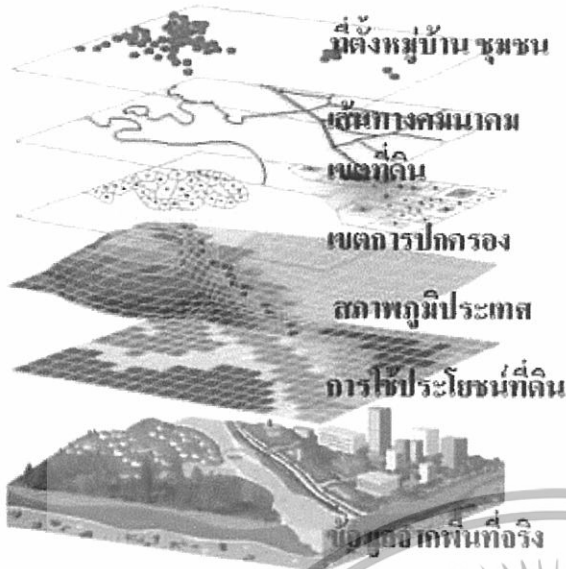 ที่ตั้งหมู่บ้าน ชุมชน
เส้นทางคมนาคม
เขตที่ดิน
เขตการปกครอง
สภาพภูมิประเทศ
การใช้ประโยชน์ที่ดิน
ข้อมูลจากพื้นที่จริง